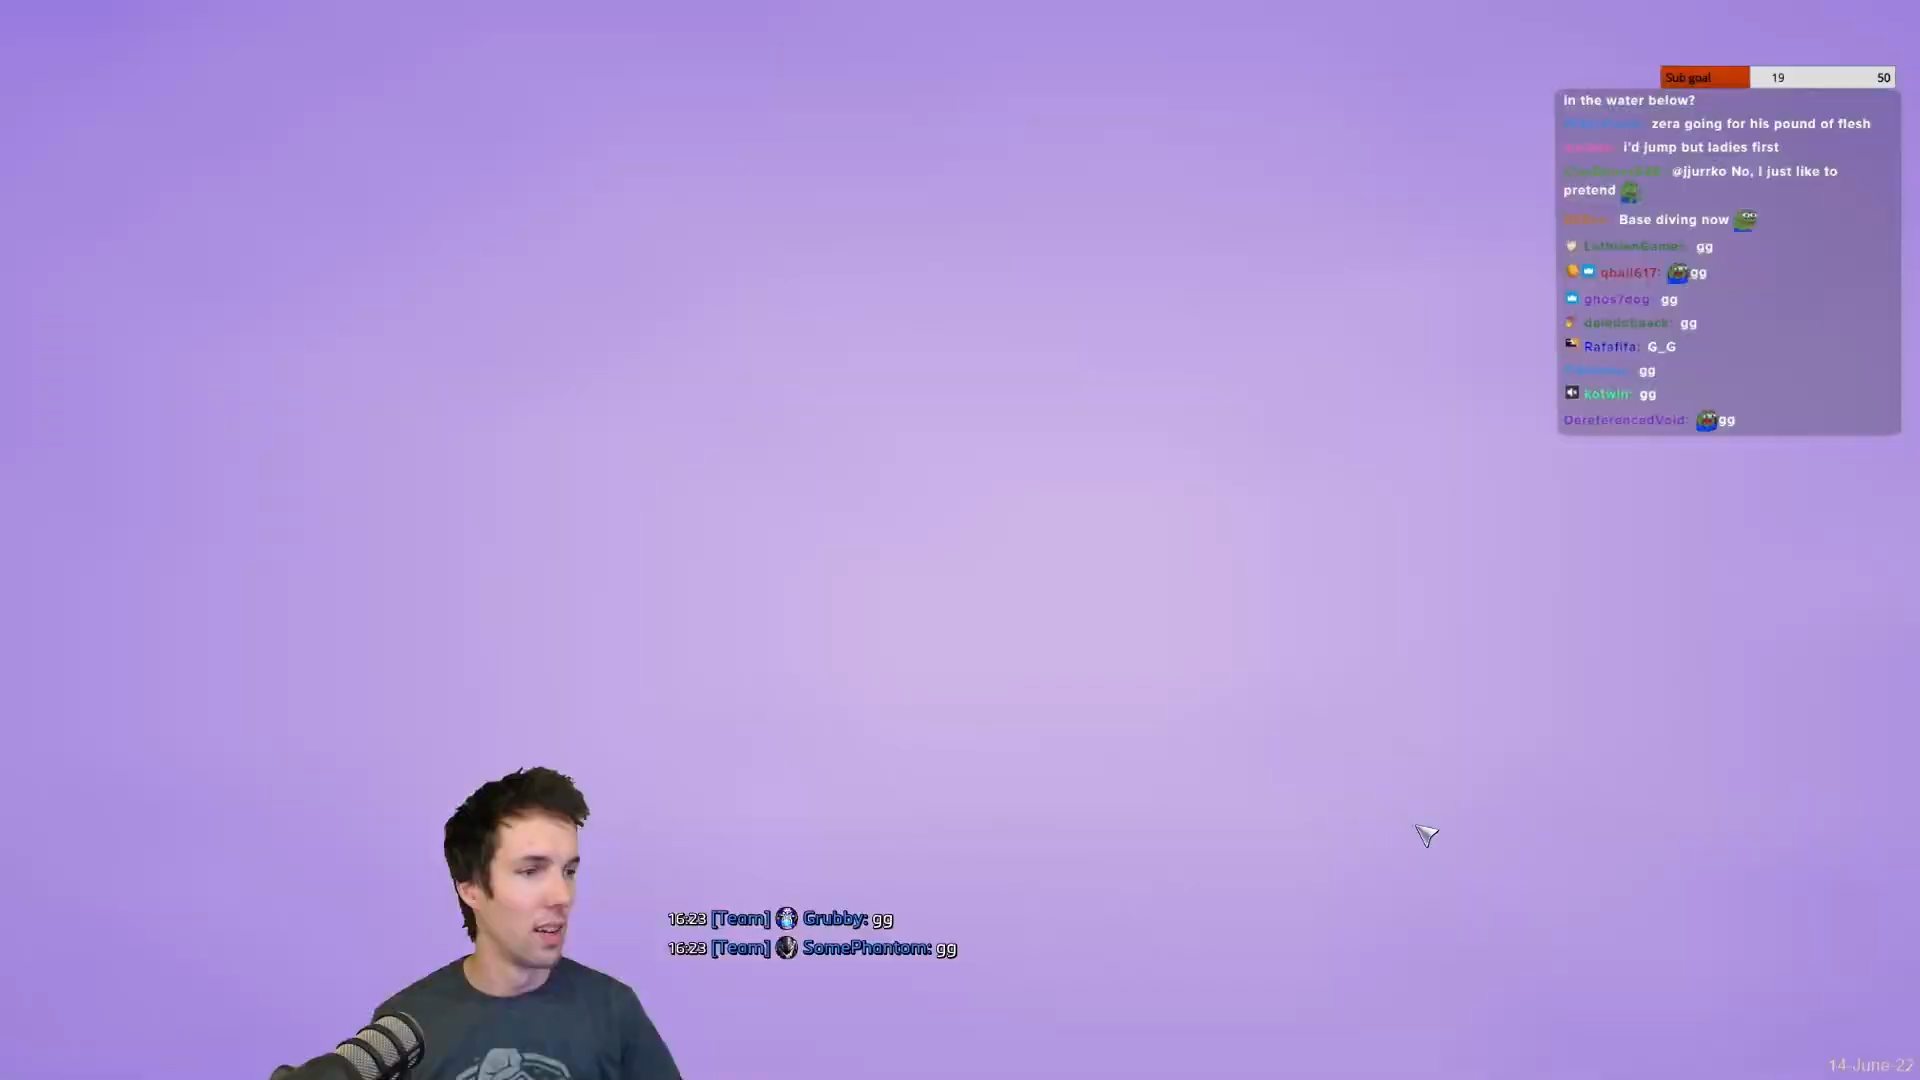 Sub goal 19 50
in the water below?
zera going for his pound of flesh
i'd jump but ladies first
@jjurrko No, I just like to
pretend
Base diving now
gg
qball617: gg
ghos7dog gg
gg
Rafafifa: G_G
gg
kotwin: gg
DereferencedVoid: gg
16:23 [Team] Grubby: gg
16:23 [Team] SomePhantom: gg
14-June-22